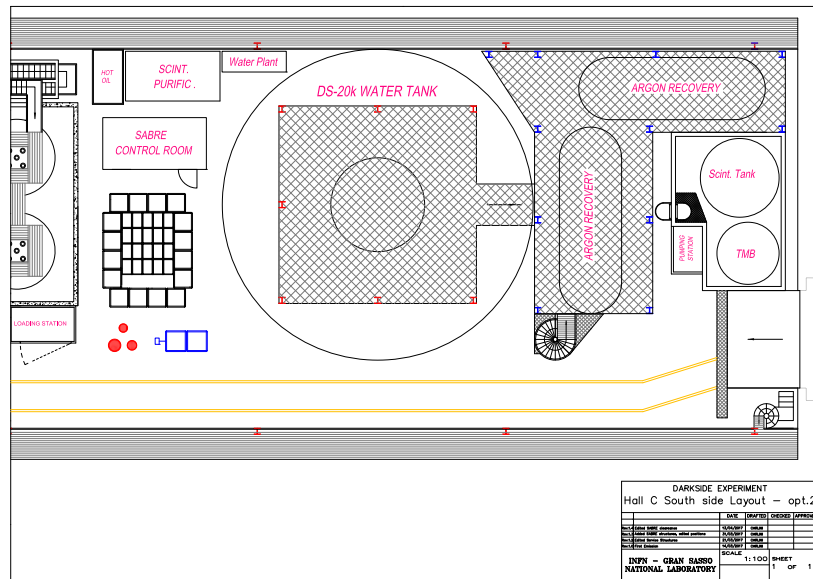 HOT
OIL
SCINT.
PURIFIC .
Water Plant
DS-20k WATER TANK
ARGON RECOVERY
SABRE
CONTROL ROOM
ARGON RECOVERY
Scint. Tank
PUMPING
STATION
TMB
LOADING STATION
DARKSIDE EXPERIMENT
Hall C South side Layout - opt.2
DATE DRAFTED CHECKED APPROV
INFN - GRAN SASSO
NATIONAL LABORATORY
SCALE
1:100
SHEET
1 OF 1